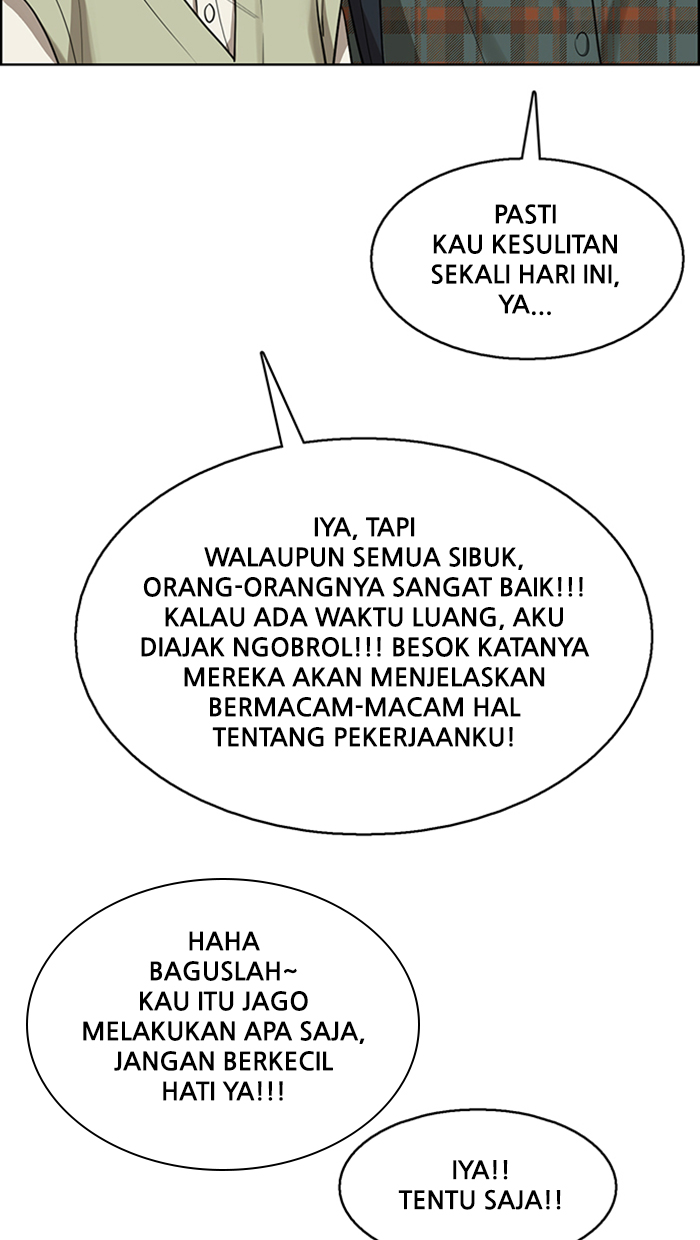 PASTI
KAU KESULITAN
SEKALI HARI INI,
YA...
IYA, TAPI
WALAUPUN SEMUA SIBUK,
ORANG-ORANGNYA SANGAT BAIK!!!
KALAU ADA WAKTU LUANG, AKU
DIAJAK NGOBROL!!! BESOK KATANYA
MEREKA AKAN MENJELASKAN
BERMACAM-MACAM HAL
TENTANG PEKERJAANKU!
HAHA
BAGUSLAH~
KAU ITU JAGO
MELAKUKAN APA SAJA,
JANGAN BERKECIL
HATI YA!!!
IYA!!
TENTU SAJA!!